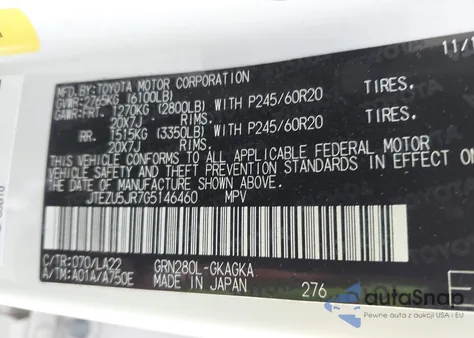 11/1
MFD.BY:TOYOTA MOTOR CORPORATION
GVWR:2765KG (6100LB)
GAWR:FRT. 1270KG (2800LB) WITH P245/60R20 TIRES.
20X7J RIMS.
RR. 1515KG (3350LB) WITH P245/60R20 TIRES.
20X7J RIMS.
THIS VEHICLE CONFORMS TO ALL APPLICABLE FEDERAL MOTOR
VEHICLE SAFETY AND THEFT PREVENTION STANDARDS IN EFFECT
ON THE DATE OF MANUFACTURE SHOWN ABOVE.
JTEZU5JR7G5146460 MPV
C/TR:070/LA22 GRN280L-GKAGKA
A/TM:A01A/A750E MADE IN JAPAN 276
autaSnap
Pewne auta z aukcji USA i EU